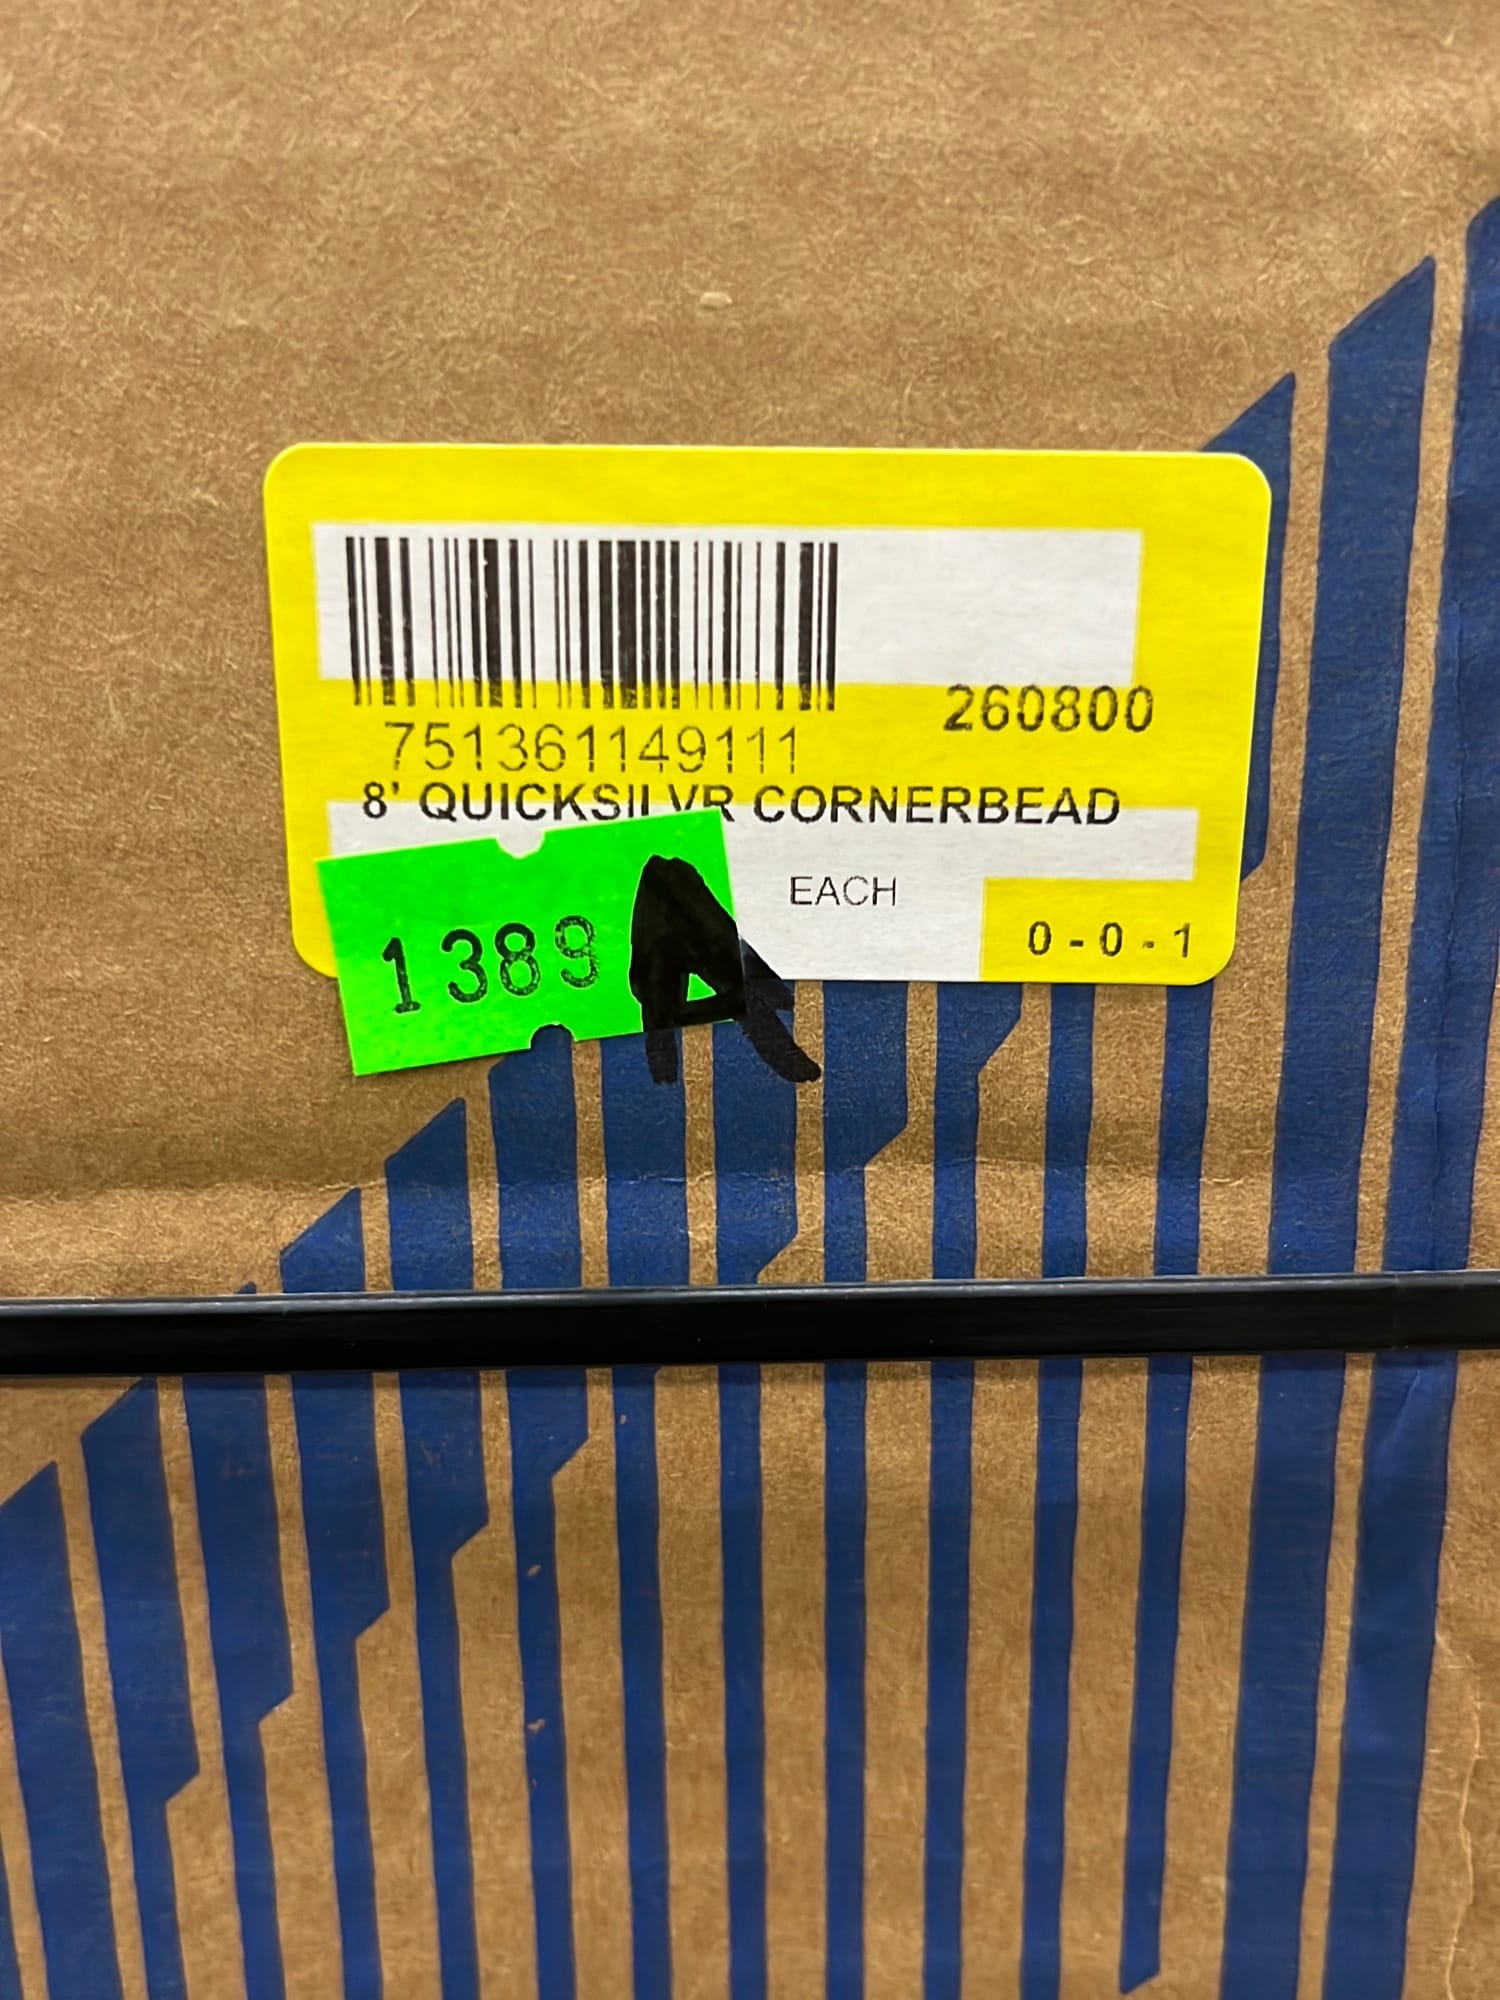 751361149111
260800
8' QUICKSILVR CORNERBEAD
EACH
0-0-1
1389
A